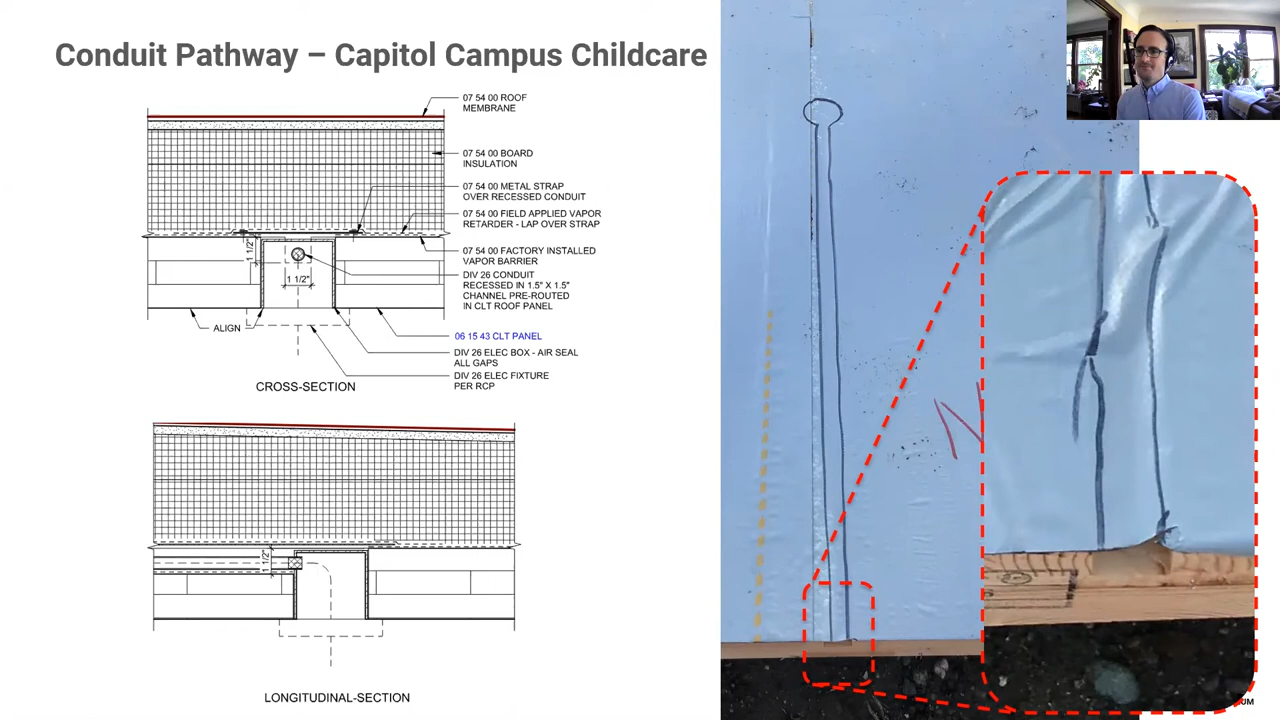 Conduit Pathway – Capitol Campus Childcare
07 54 00 ROOF
MEMBRANE
07 54 00 BOARD
INSULATION
07 54 00 METAL STRAP
OVER RECESSED CONDUIT
07 54 00 FIELD APPLIED VAPOR
RETARDER - LAP OVER STRAP
07 54 00 FACTORY INSTALLED
VAPOR BARRIER
DIV 26 CONDUIT
RECESSED IN 1.5" X 1.5"
CHANNEL PRE-ROUTED
IN CLT ROOF PANEL
1 1/2"
1 1/2"
ALIGN
06 15 43 CLT PANEL
DIV 26 ELEC BOX - AIR SEAL
ALL GAPS
DIV 26 ELEC FIXTURE
PER RCP
CROSS-SECTION
1 1/2"
LONGITUDINAL-SECTION
N
UM